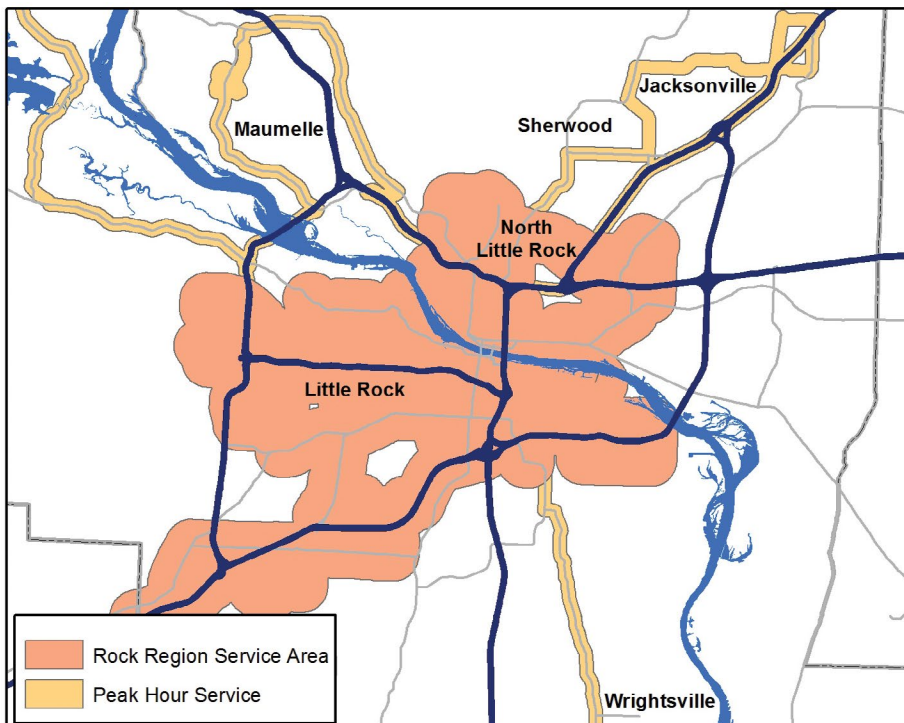 Jacksonville
Maumelle
Sherwood
North
Little Rock
Little Rock
Rock Region Service Area
Peak Hour Service
Wrightsville